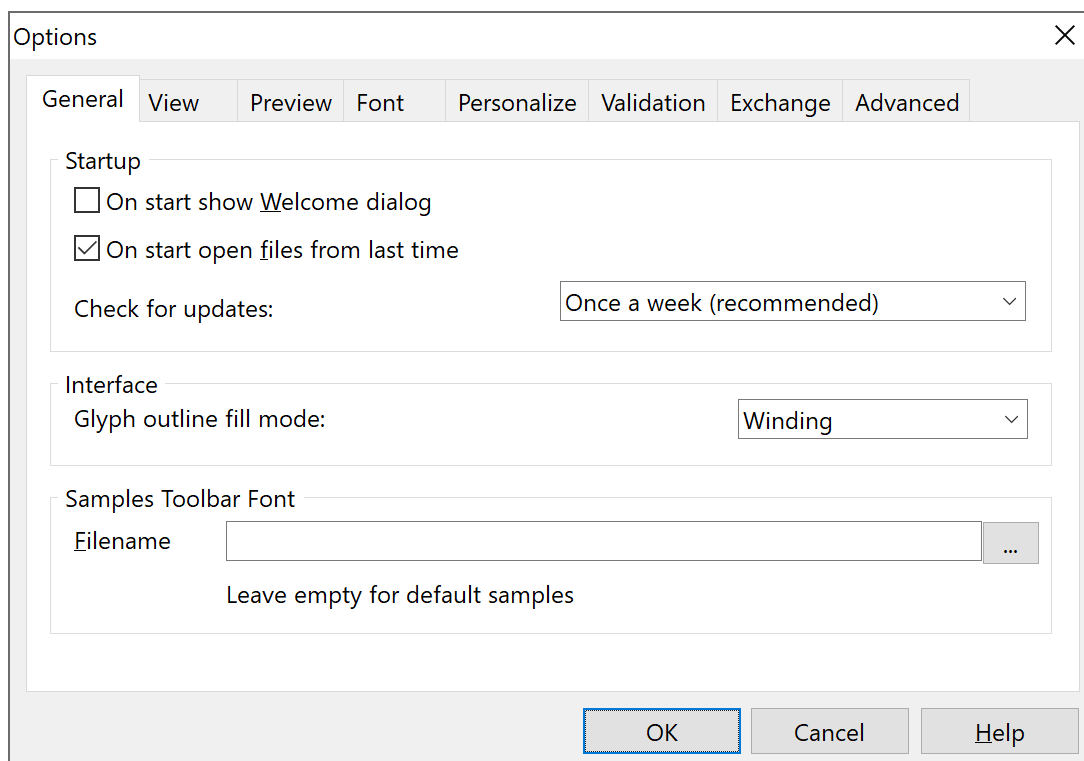 Options
General View Preview Font Personalize Validation Exchange Advanced
Startup
On start show Welcome dialog
On start open files from last time
Check for updates: Once a week (recommended)
Interface
Glyph outline fill mode: Winding
Samples Toolbar Font
Filename ...
Leave empty for default samples
OK Cancel Help